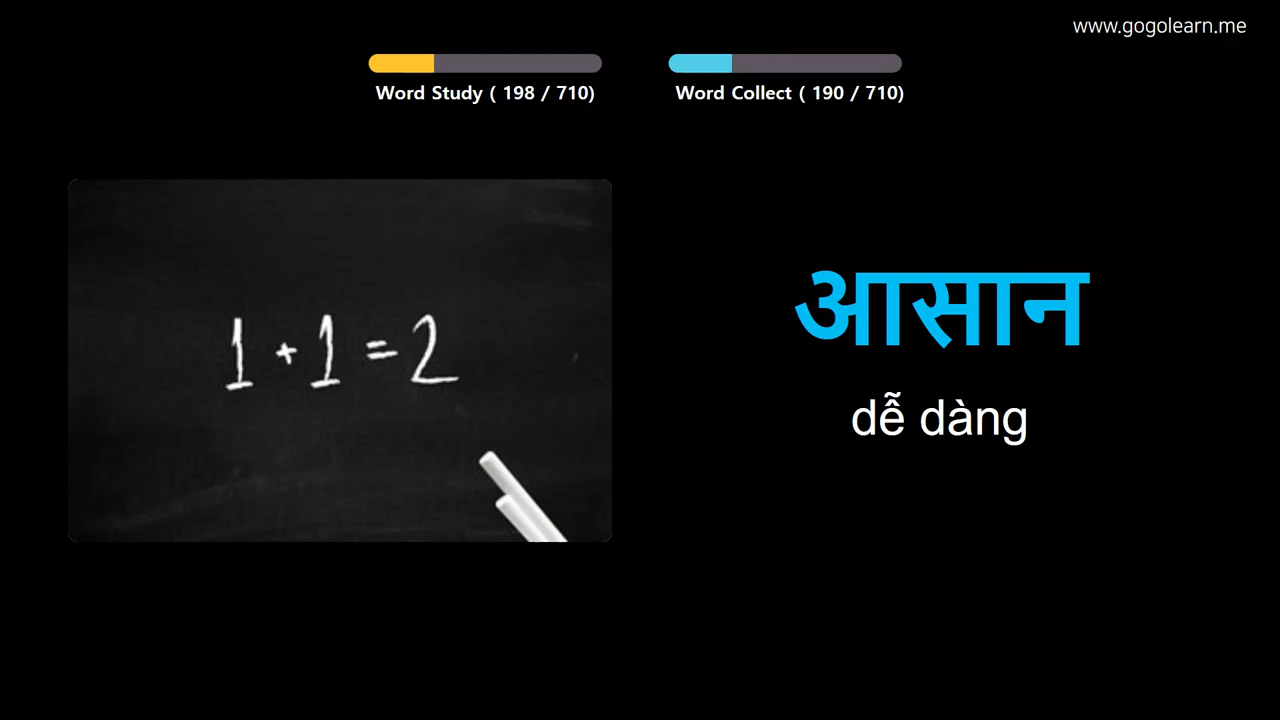 www.gogolearn.me
Word Study ( 198 / 710)
Word Collect ( 190 / 710)
1 + 1 = 2
आसान
dễ dàng